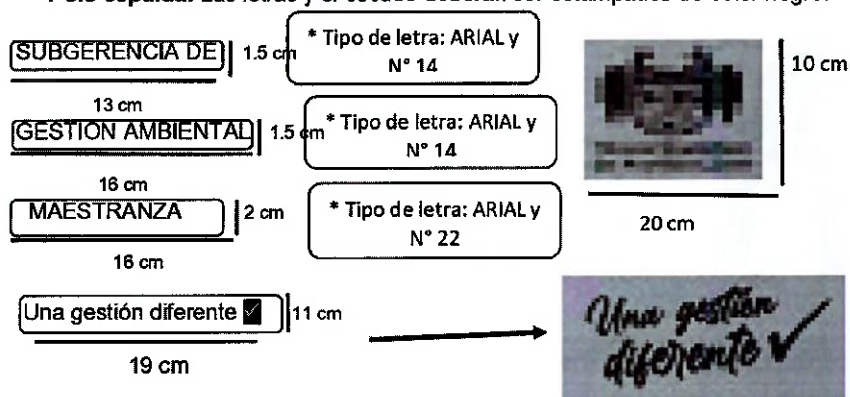 SUBGERENCIA DE
1.5 cm
* Tipo de letra: ARIAL y
N° 14
10 cm
13 cm
GESTION AMBIENTAL
1.5 cm
* Tipo de letra: ARIAL y
N° 14
16 cm
MAESTRANZA
2 cm
* Tipo de letra: ARIAL y
N° 22
20 cm
16 cm
Una gestión diferente ✓
11 cm
Una gestión
diferente ✓
19 cm